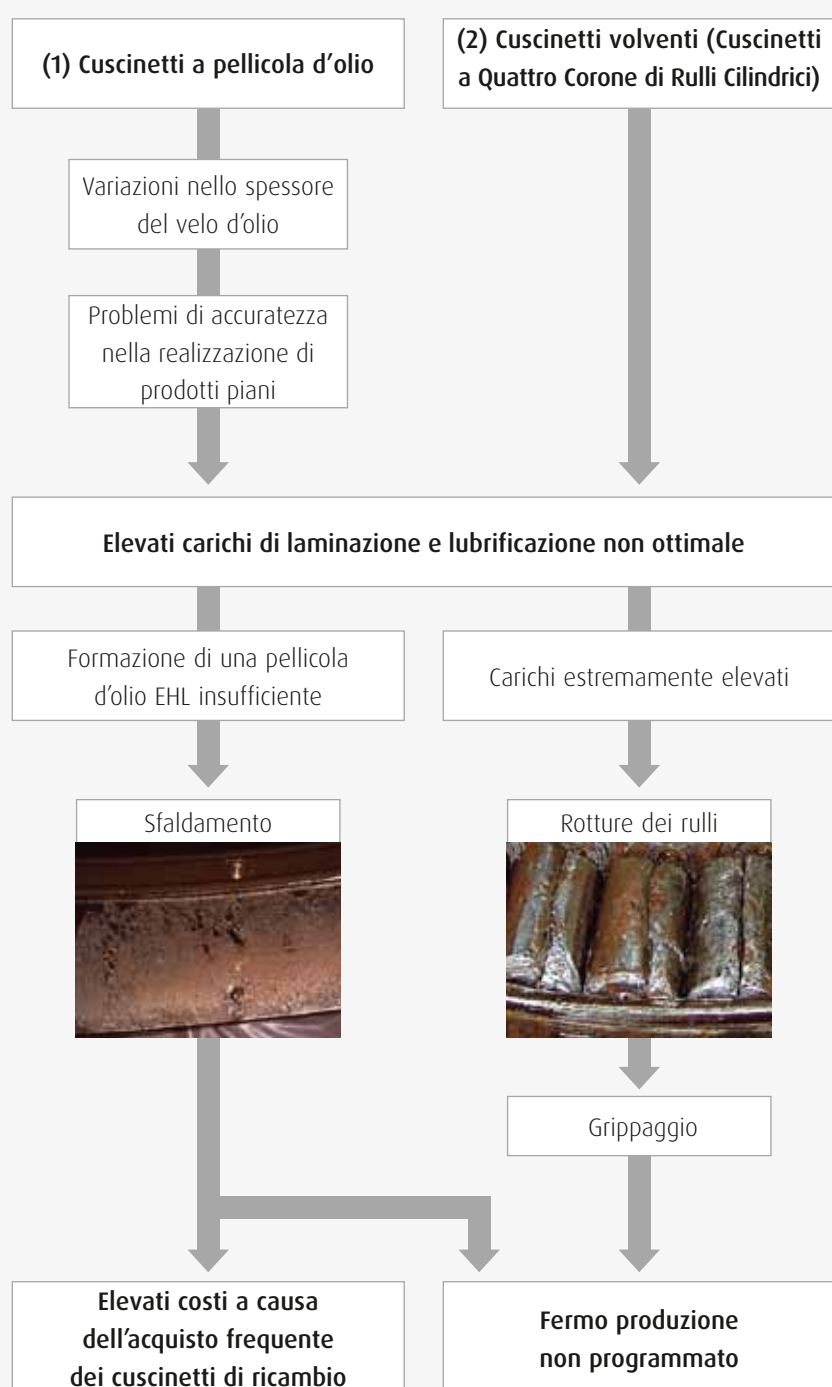 (1) Cuscinetti a pellicola d’olio
(2) Cuscinetti volventi (Cuscinetti
a Quattro Corone di Rulli Cilindrici)
Variazioni nello spessore
del velo d’olio
Problemi di accuratezza
nella realizzazione di
prodotti piani
Elevati carichi di laminazione e lubrificazione non ottimale
Formazione di una pellicola
d’olio EHL insufficiente
Carichi estremamente elevati
Sfaldamento
Rotture dei rulli
Grippaggio
Elevati costi a causa
dell’acquisto frequente
dei cuscinetti di ricambio
Fermo produzione
non programmato